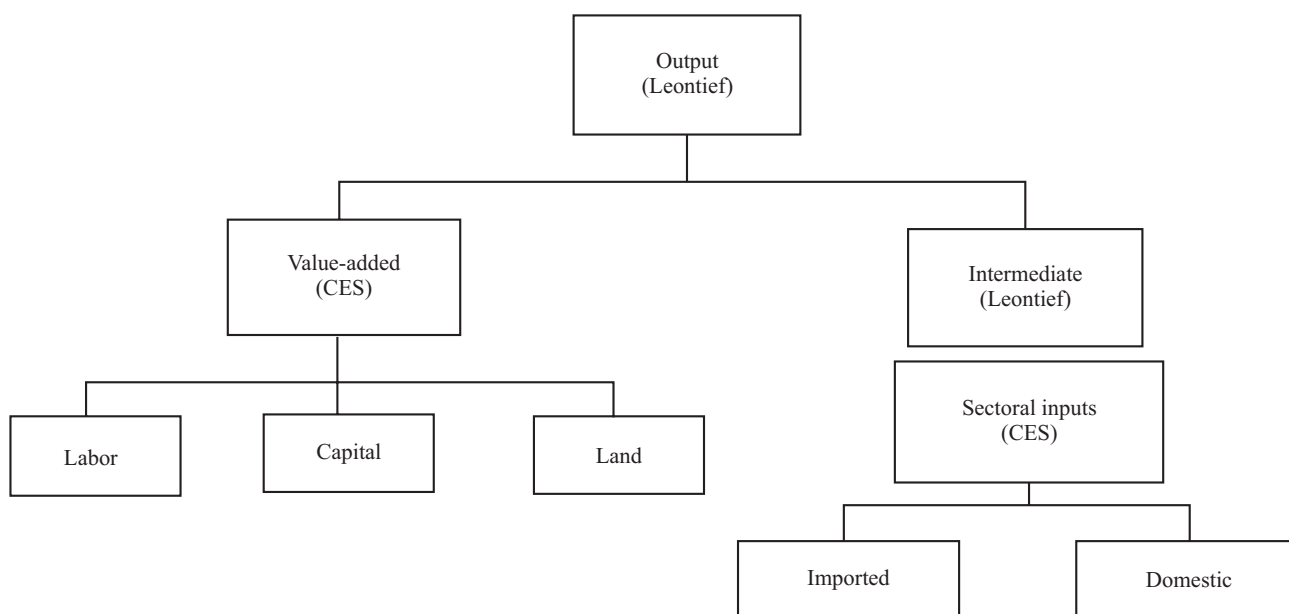 Output
(Leontief)
Value-added
(CES)
Intermediate
(Leontief)
Sectoral inputs
(CES)
Labor
Capital
Land
Imported
Domestic